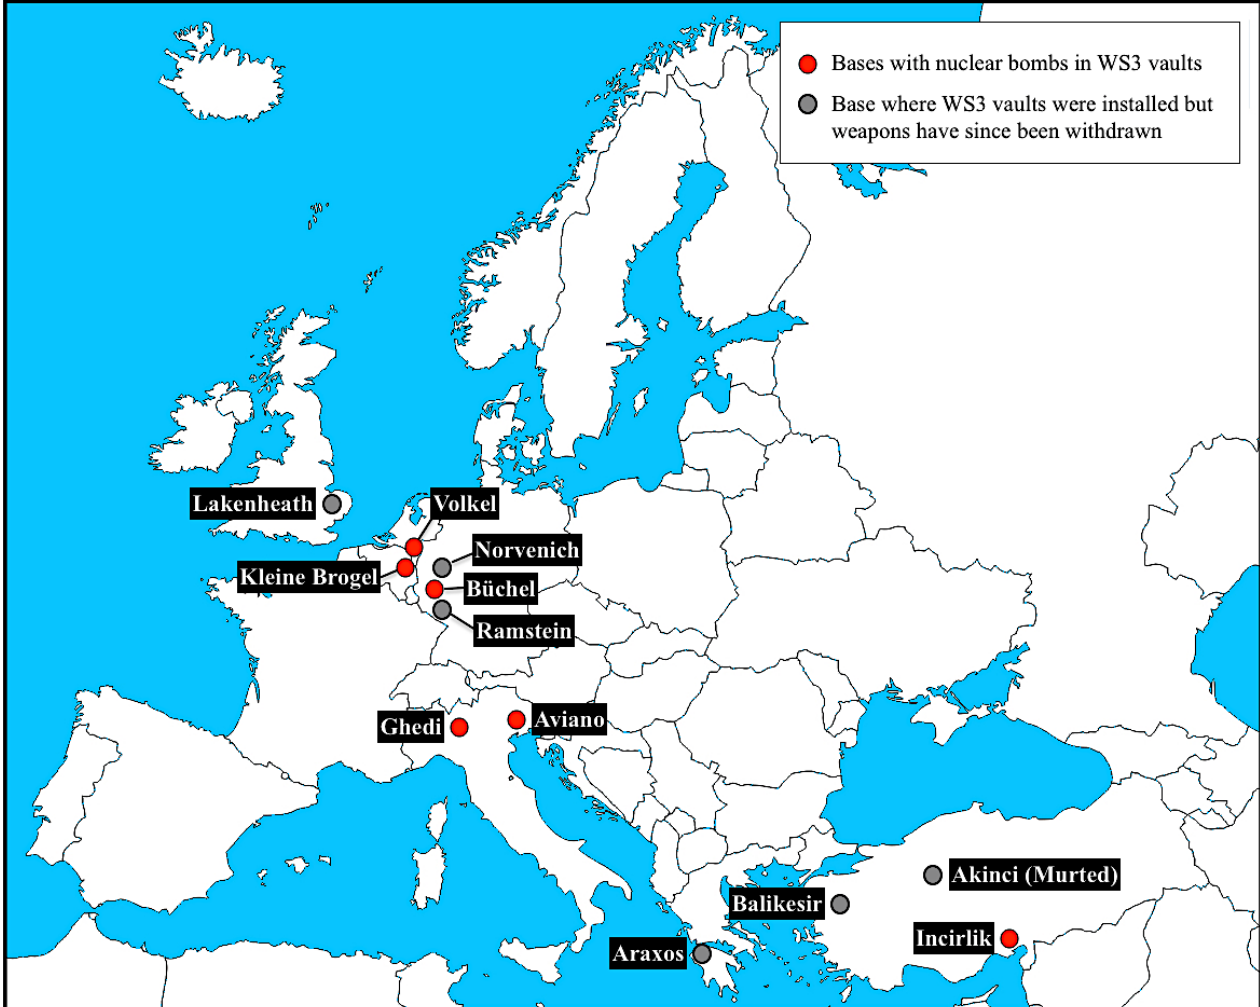 Bases with nuclear bombs in WS3 vaults
Base where WS3 vaults were installed but
weapons have since been withdrawn
Lakenheath
Volkel
Norvenich
Kleine Brogel
Büchel
Ramstein
Ghedi
Aviano
Akinci (Murted)
Balikesir
Incirlik
Araxos